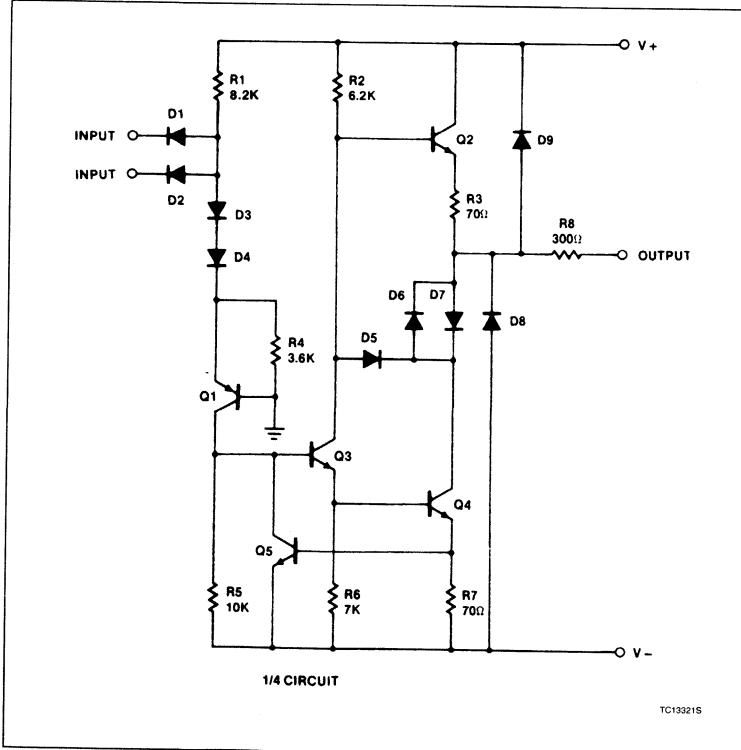 V+
R1
8.2K
R2
6.2K
D1
INPUT
Q2
D9
INPUT
D2
R3
70Ω
D3
R8
300Ω
OUTPUT
D4
D6
D7
D8
R4
3.6K
D5
Q1
Q3
Q4
Q5
R5
10K
R6
7K
R7
70Ω
V−
1/4 CIRCUIT
TC13321S